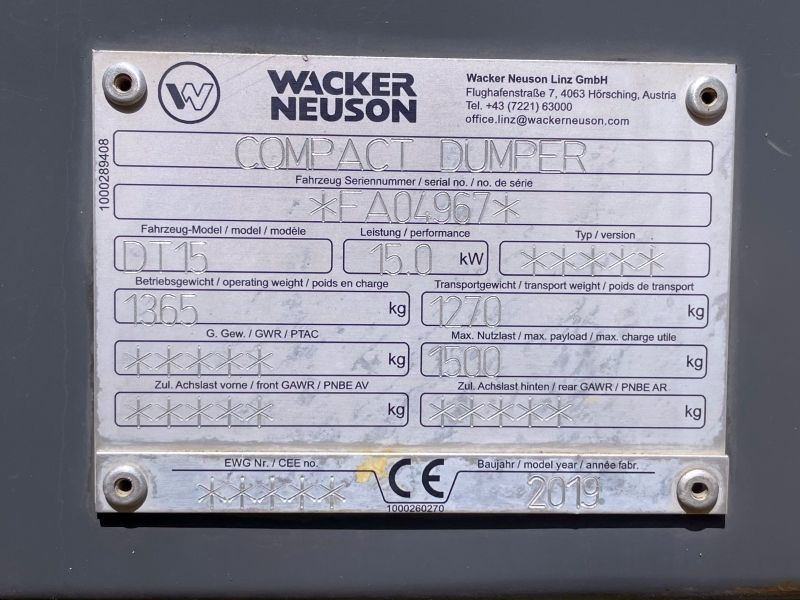 W
WACKER
NEUSON
Wacker Neuson Linz GmbH
Flughafenstraße 7, 4063 Hörsching, Austria
Tel. +43 (7221) 63000
office.linz@wackerneuson.com
1000289408
COMPACT DUMPER
Fahrzeug Seriennummer / serial no. / no. de série
*FA04967*
Fahrzeug-Model / model / modèle
Leistung / performance
Typ / version
DT15
15.0 kW
*****
Betriebsgewicht / operating weight / poids en charge
Transportgewicht / transport weight / poids de transport
1365 kg
1270 kg
G. Gew. / GWR / PTAC
Max. Nutzlast / max. payload / max. charge utile
***** kg
1500 kg
Zul. Achslast vorne / front GAWR / PNBE AV
Zul. Achslast hinten / rear GAWR / PNBE AR
***** kg
***** kg
EWG Nr. / CEE no.
CE
Baujahr / model year / année fabr.
*****
2019
1000260270